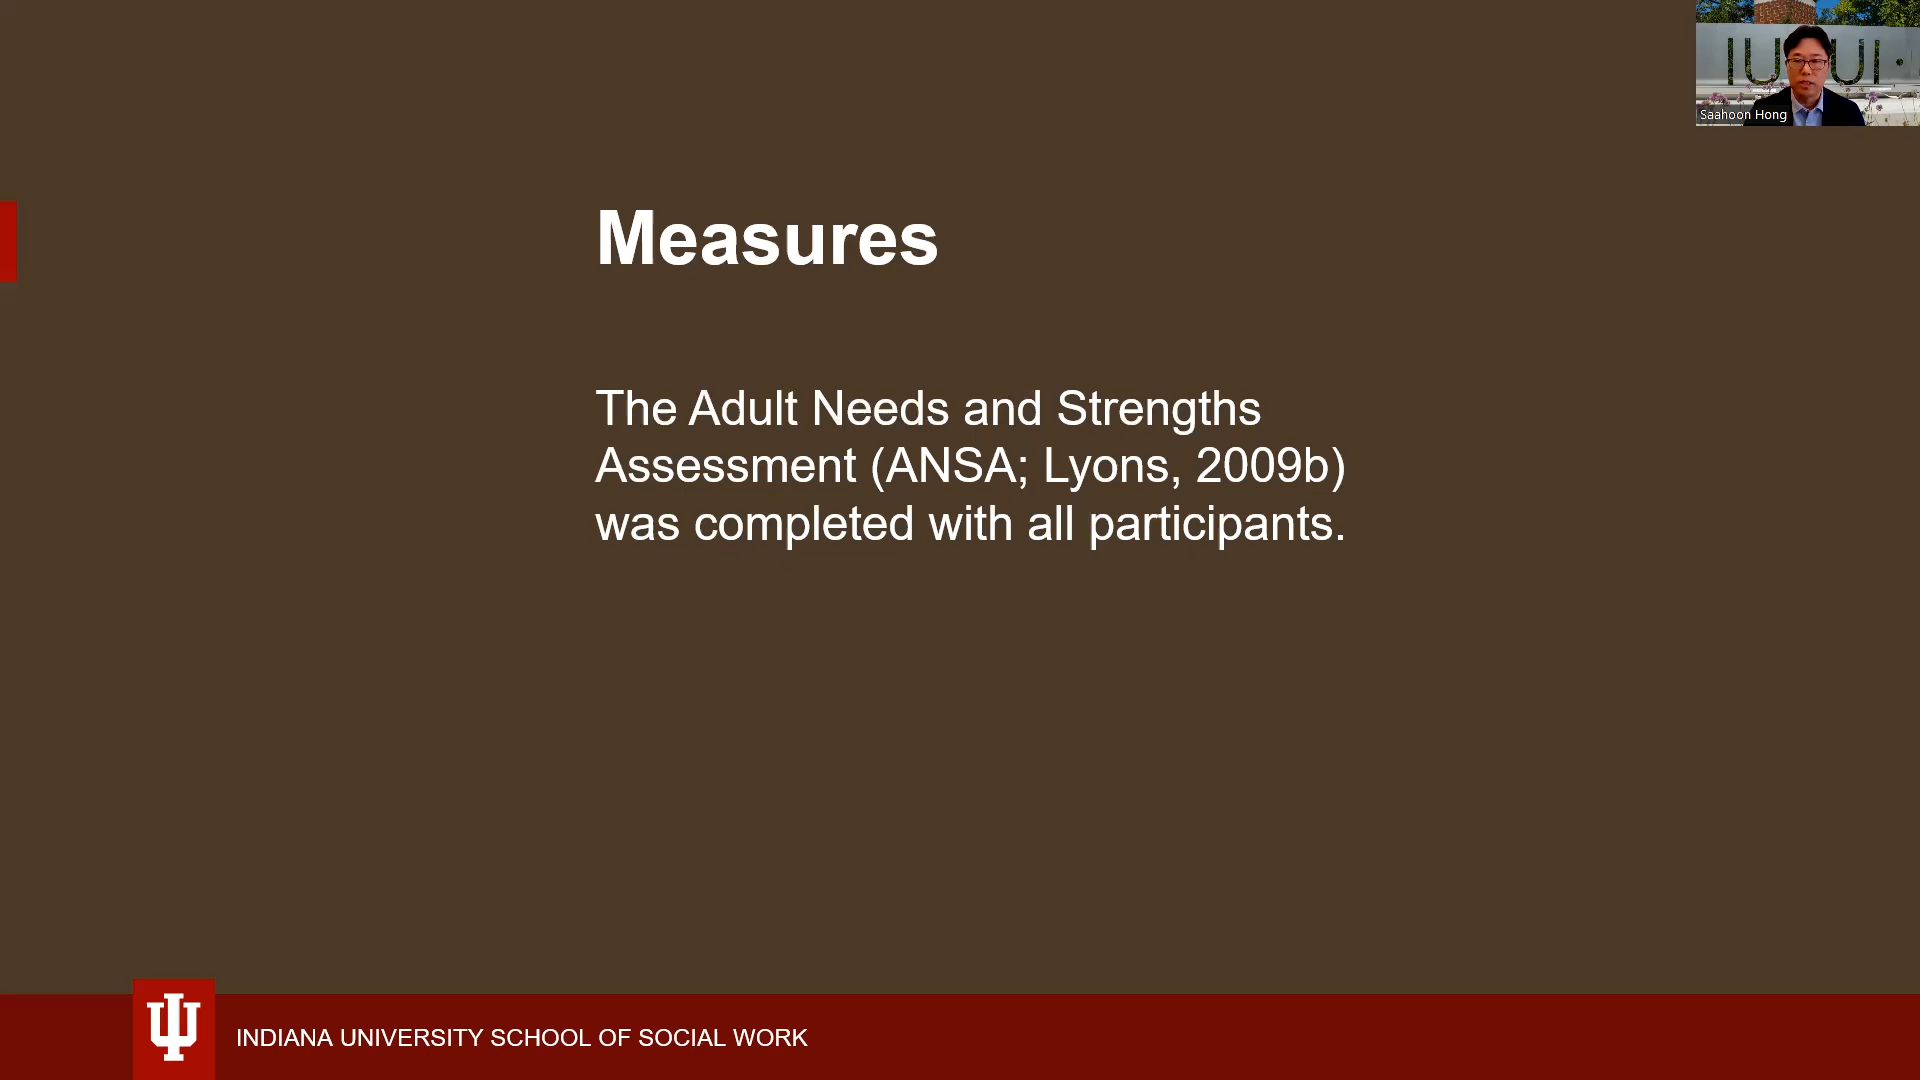 Saahoon Hong
Measures
The Adult Needs and Strengths
Assessment (ANSA; Lyons, 2009b)
was completed with all participants.
INDIANA UNIVERSITY SCHOOL OF SOCIAL WORK